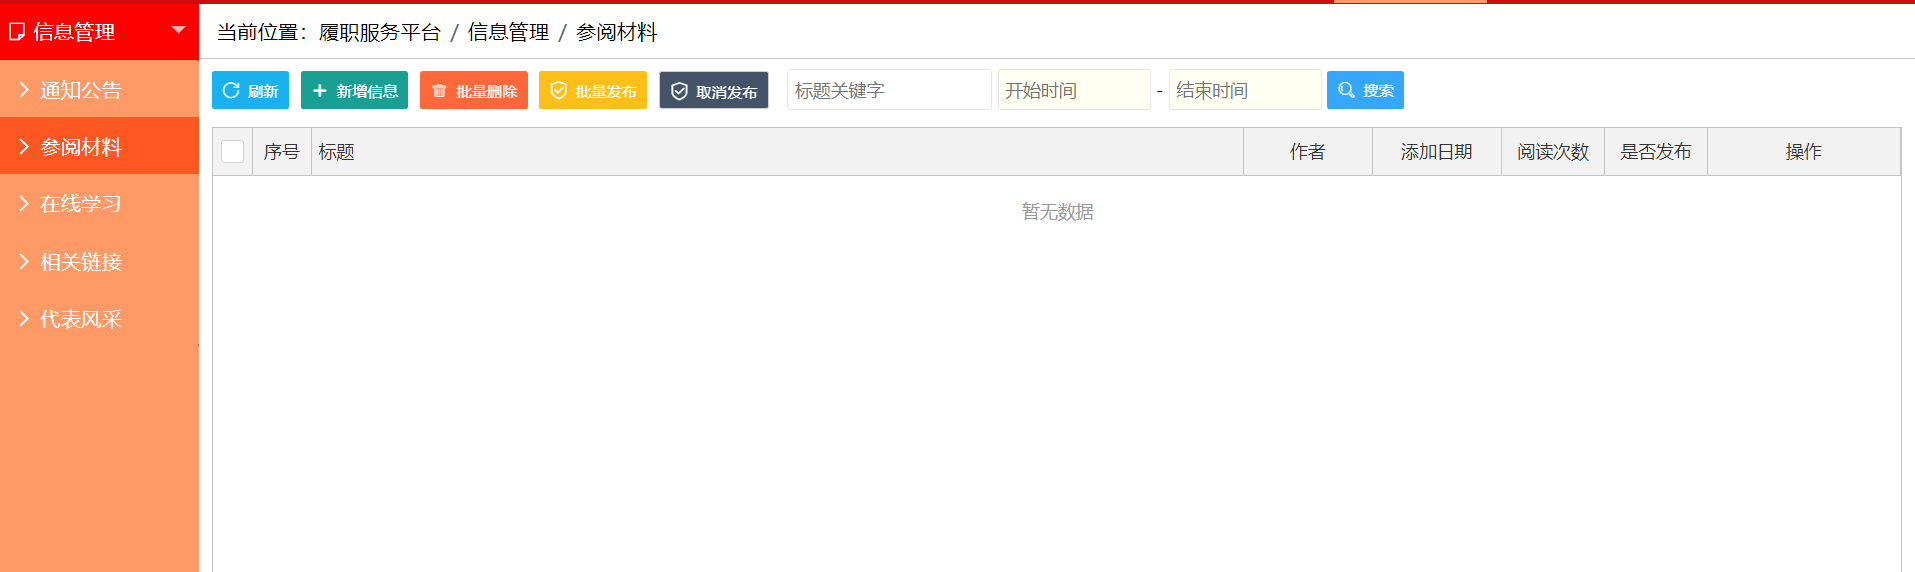 信息管理
当前位置：履职服务平台 / 信息管理 / 参阅材料
通知公告
参阅材料
在线学习
相关链接
代表风采
刷新 新增信息 批量删除 批量发布 取消发布 标题关键字 开始时间 - 结束时间 搜索
序号 标题 作者 添加日期 阅读次数 是否发布 操作
暂无数据